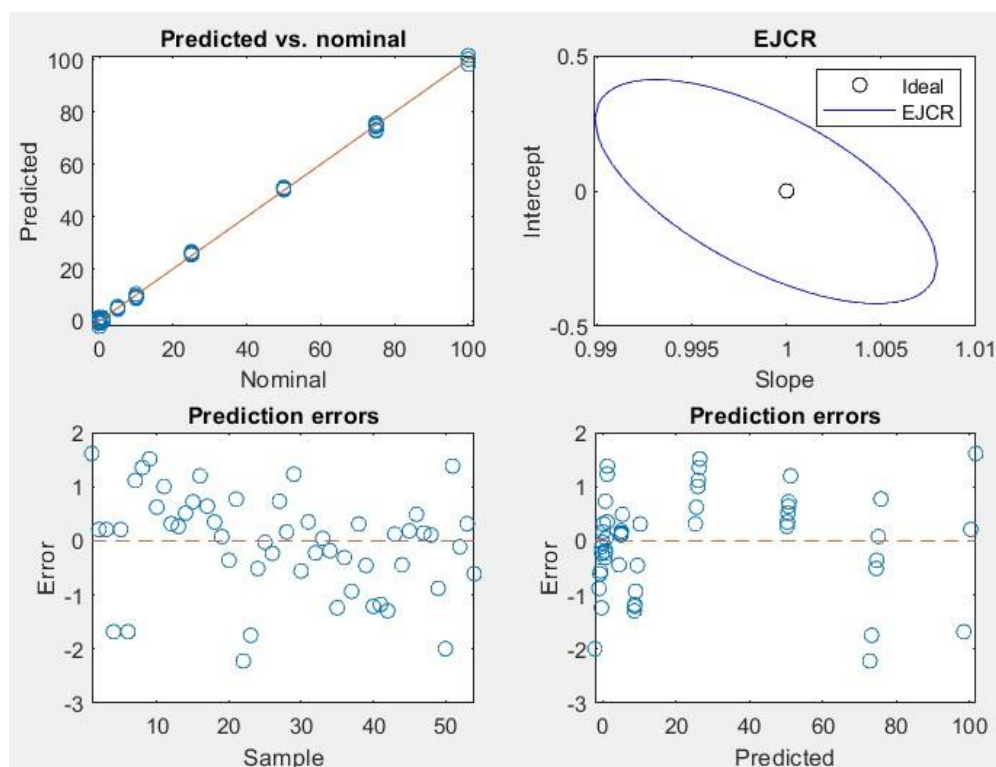 Predicted vs. nominal
Predicted
100
80
60
40
20
0
0 20 40 60 80 100
Nominal
EJCR
Intercept
0.5
0
-0.5
Ideal
EJCR
0.99 0.995 1 1.005 1.01
Slope
Prediction errors
Error
2
1
0
-1
-2
-3
10 20 30 40 50
Sample
Prediction errors
Error
2
1
0
-1
-2
-3
0 20 40 60 80 100
Predicted